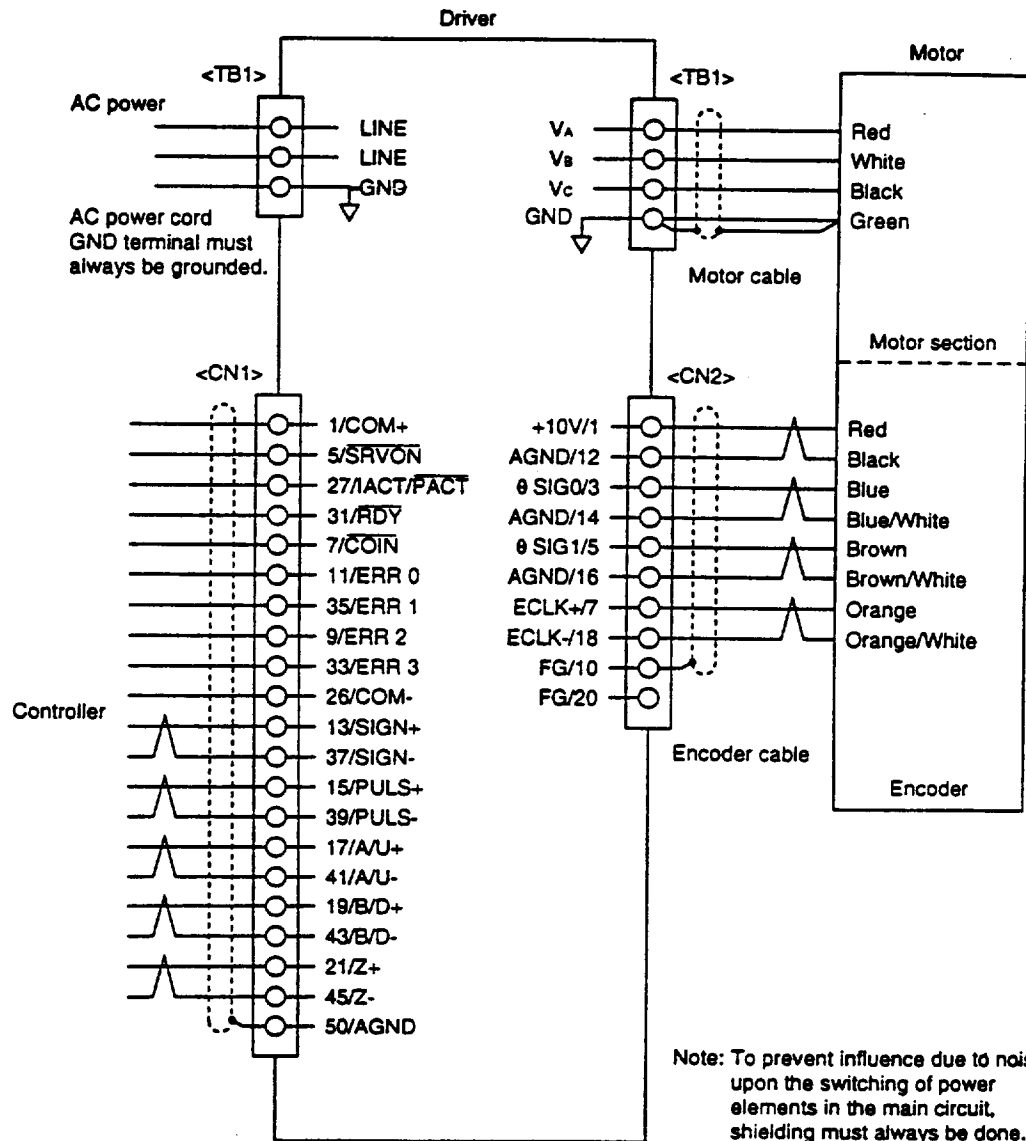 Driver
Motor
<TB1>
<TB1>
AC power
LINE
LINE
GND
AC power cord
GND terminal must
always be grounded.
VA
VB
VC
GND
Red
White
Black
Green
Motor cable
Motor section
<CN1>
<CN2>
1/COM+
5/SRVON
27/IACT/PACT
31/RDY
7/COIN
11/ERR 0
35/ERR 1
9/ERR 2
33/ERR 3
26/COM-
13/SIGN+
37/SIGN-
15/PULS+
39/PULS-
17/A/U+
41/A/U-
19/B/D+
43/B/D-
21/Z+
45/Z-
50/AGND
Controller
+10V/1
AGND/12
θ SIG0/3
AGND/14
θ SIG1/5
AGND/16
ECLK+/7
ECLK-/18
FG/10
FG/20
Red
Black
Blue
Blue/White
Brown
Brown/White
Orange
Orange/White
Encoder cable
Encoder
Note: To prevent influence due to nois
upon the switching of power
elements in the main circuit,
shielding must always be done.